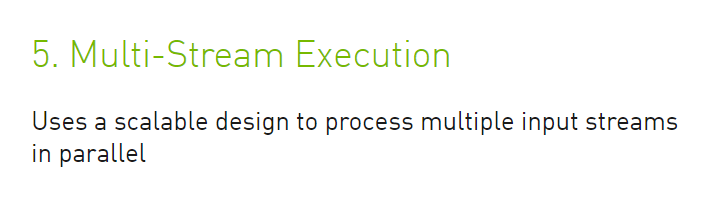 5. Multi-Stream Execution
Uses a scalable design to process multiple input streams
in parallel